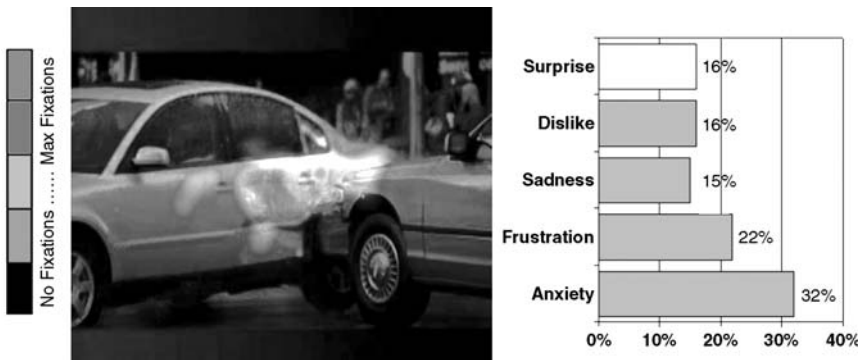 No Fixations ...... Max Fixations
Surprise
16%
Dislike
16%
Sadness
15%
Frustration
22%
Anxiety
32%
0% 10% 20% 30% 40%